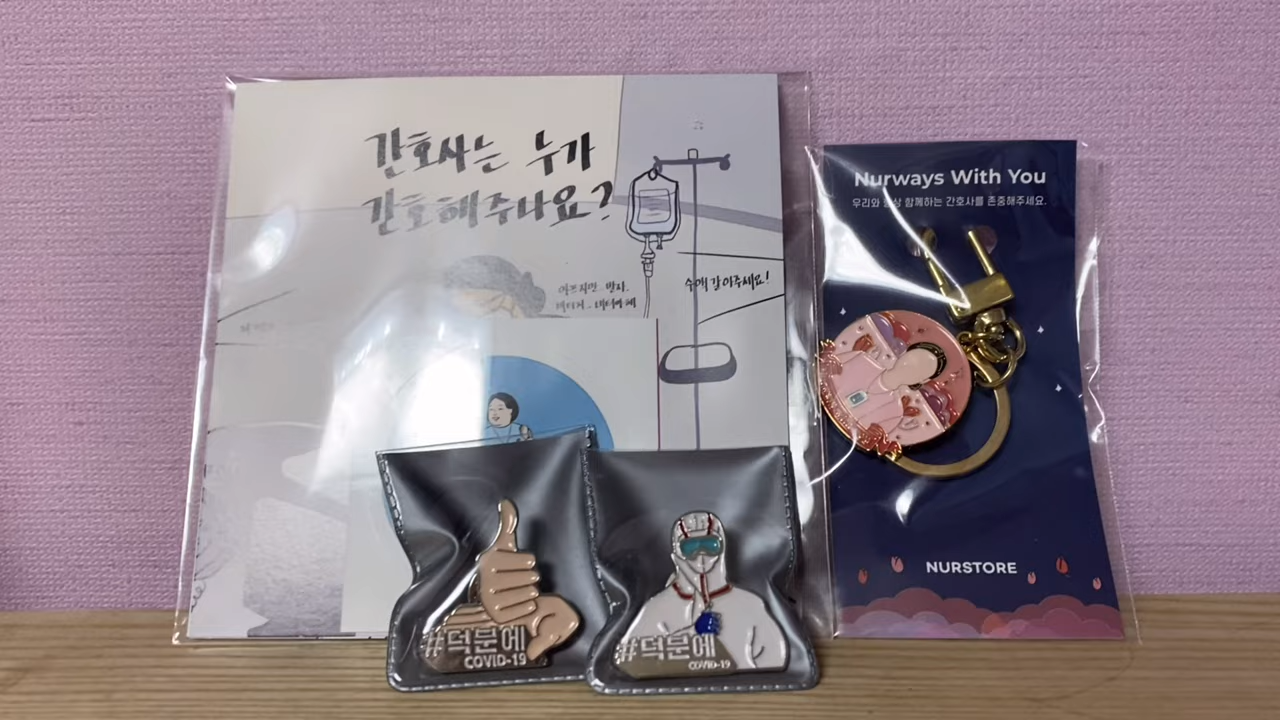 간호사는 누가
간호해주나요?
수액 갈아주세요!
Nurways With You
우리와 항상 함께하는 간호사를 존중해주세요.
NURSTORE
#덕분에
COVID-19
#덕분에
COVID-19